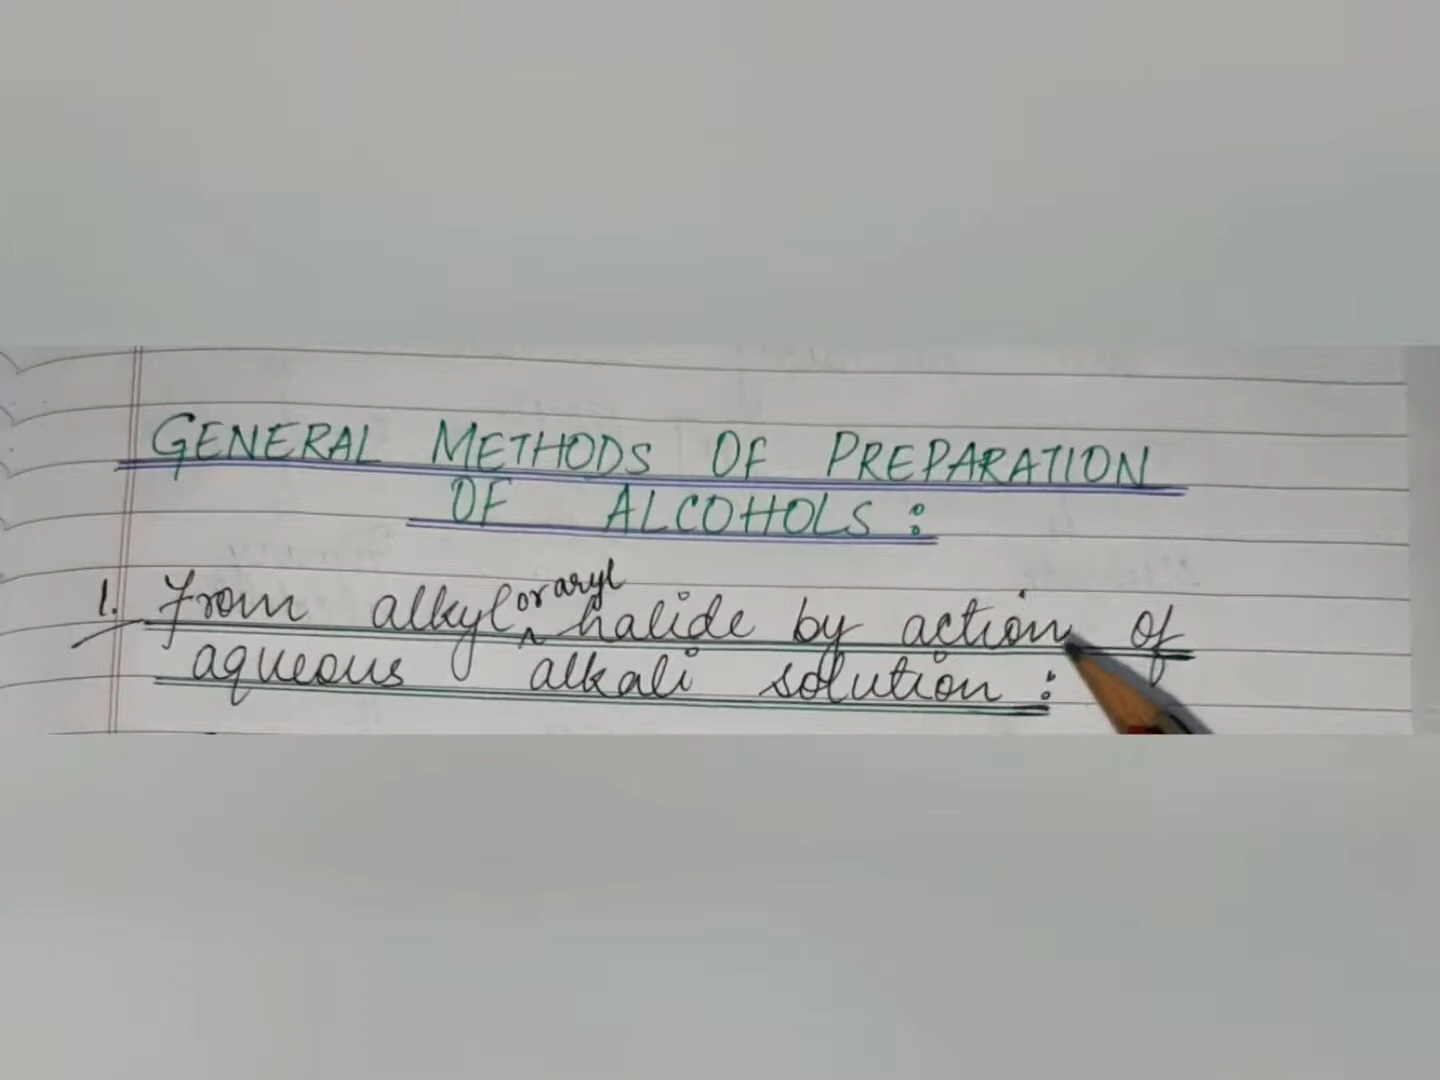 GENERAL METHODS OF PREPARATION
OF ALCOHOLS:
1. From alkyl or aryl halide by action of
aqueous alkali solution: